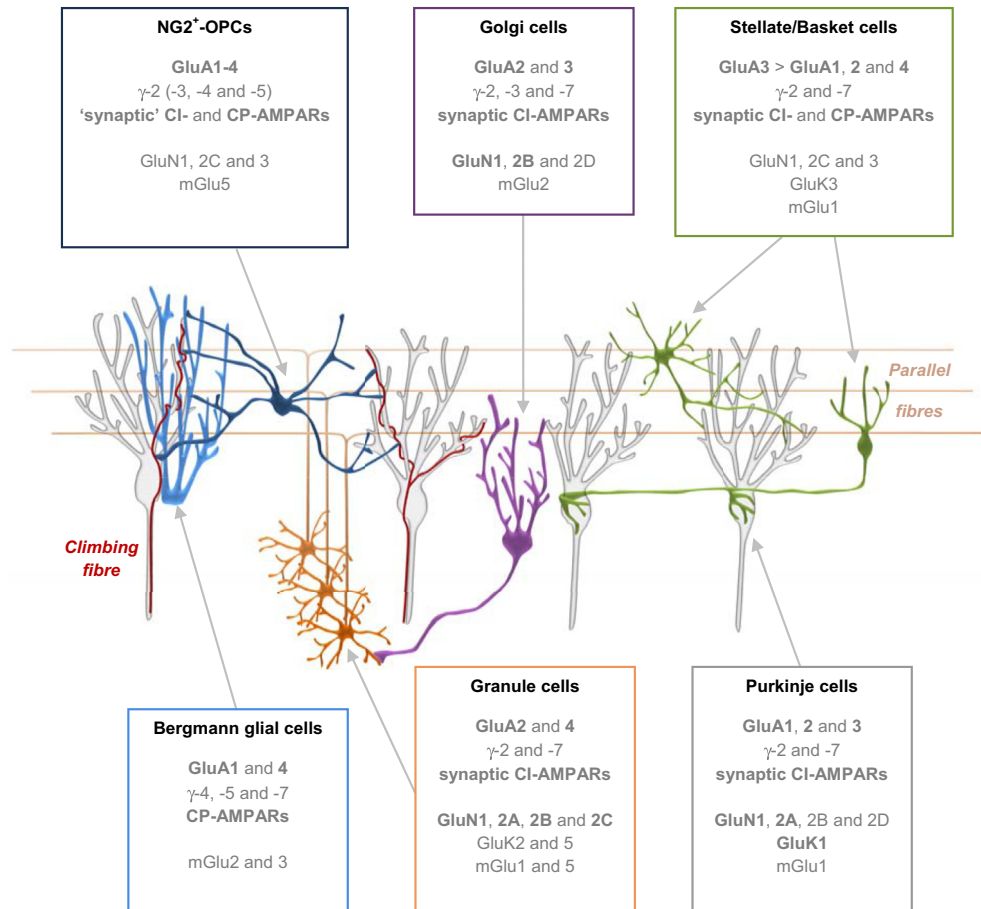 NG2⁺-OPCs
GluA1-4
γ-2 (-3, -4 and -5)
‘synaptic’ CI- and CP-AMPARs
GluN1, 2C and 3
mGlu5
Golgi cells
GluA2 and 3
γ-2, -3 and -7
synaptic CI-AMPARs
GluN1, 2B and 2D
mGlu2
Stellate/Basket cells
GluA3 > GluA1, 2 and 4
γ-2 and -7
synaptic CI- and CP-AMPARs
GluN1, 2C and 3
GluK3
mGlu1
Parallel
fibres
Climbing
fibre
Bergmann glial cells
GluA1 and 4
γ-4, -5 and -7
CP-AMPARs
mGlu2 and 3
Granule cells
GluA2 and 4
γ-2 and -7
synaptic CI-AMPARs
GluN1, 2A, 2B and 2C
GluK2 and 5
mGlu1 and 5
Purkinje cells
GluA1, 2 and 3
γ-2 and -7
synaptic CI-AMPARs
GluN1, 2A, 2B and 2D
GluK1
mGlu1